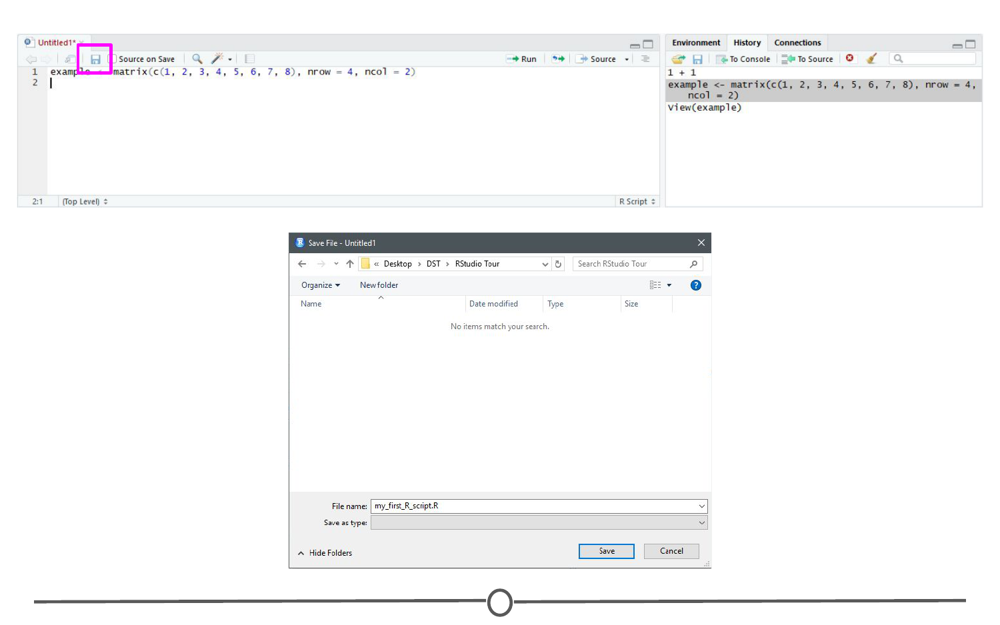 Untitled1*
Source on Save
Run
Source
1 example <- matrix(c(1, 2, 3, 4, 5, 6, 7, 8), nrow = 4, ncol = 2)
2
2:1 (Top Level) R Script
Environment History Connections
To Console To Source
1 + 1
example <- matrix(c(1, 2, 3, 4, 5, 6, 7, 8), nrow = 4,
ncol = 2)
View(example)
Save File - Untitled1
« Desktop › DST › RStudio Tour
Search RStudio Tour
Organize New folder
Name Date modified Type Size
No items match your search.
File name: my_first_R_script.R
Save as type:
Hide Folders
Save Cancel